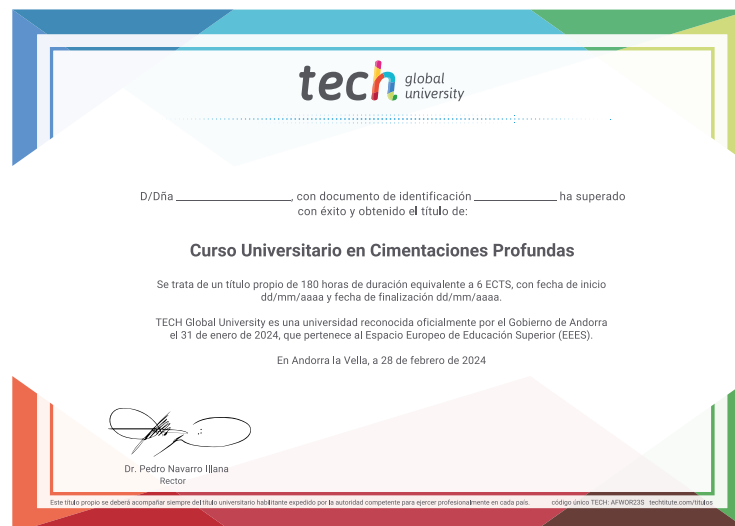 tech global university
D/Dña ________________, con documento de identificación ____________ ha superado
con éxito y obtenido el título de:
Curso Universitario en Cimentaciones Profundas
Se trata de un título propio de 180 horas de duración equivalente a 6 ECTS, con fecha de inicio
dd/mm/aaaa y fecha de finalización dd/mm/aaaa.
TECH Global University es una universidad reconocida oficialmente por el Gobierno de Andorra
el 31 de enero de 2024, que pertenece al Espacio Europeo de Educación Superior (EEES).
En Andorra la Vella, a 28 de febrero de 2024
Dr. Pedro Navarro Illana
Rector
Este título propio se deberá acompañar siempre del título universitario habilitante expedido por la autoridad competente para ejercer profesionalmente en cada país. código único TECH: AFWOR23S techtitute.com/titulos